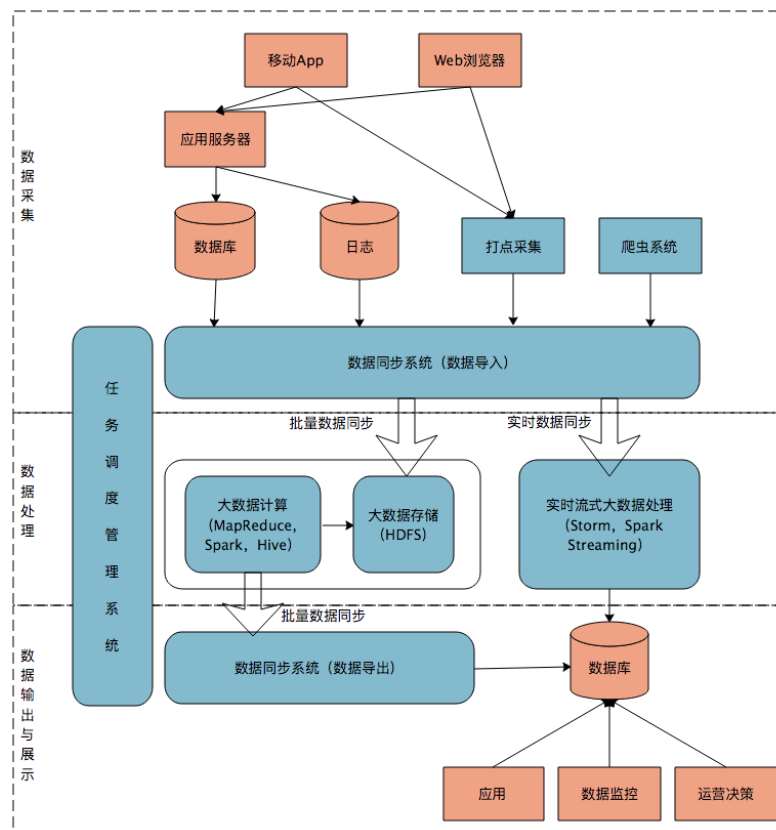 移动App
Web浏览器
应用服务器
数据采集
数据库
日志
打点采集
爬虫系统
数据同步系统（数据导入）
任务调度管理系统
批量数据同步
实时数据同步
数据处理
大数据计算
（MapReduce，
Spark，Hive）
大数据存储
（HDFS）
实时流式大数据处理
（Storm，Spark
Streaming）
批量数据同步
数据输出与展示
数据同步系统（数据导出）
数据库
应用
数据监控
运营决策